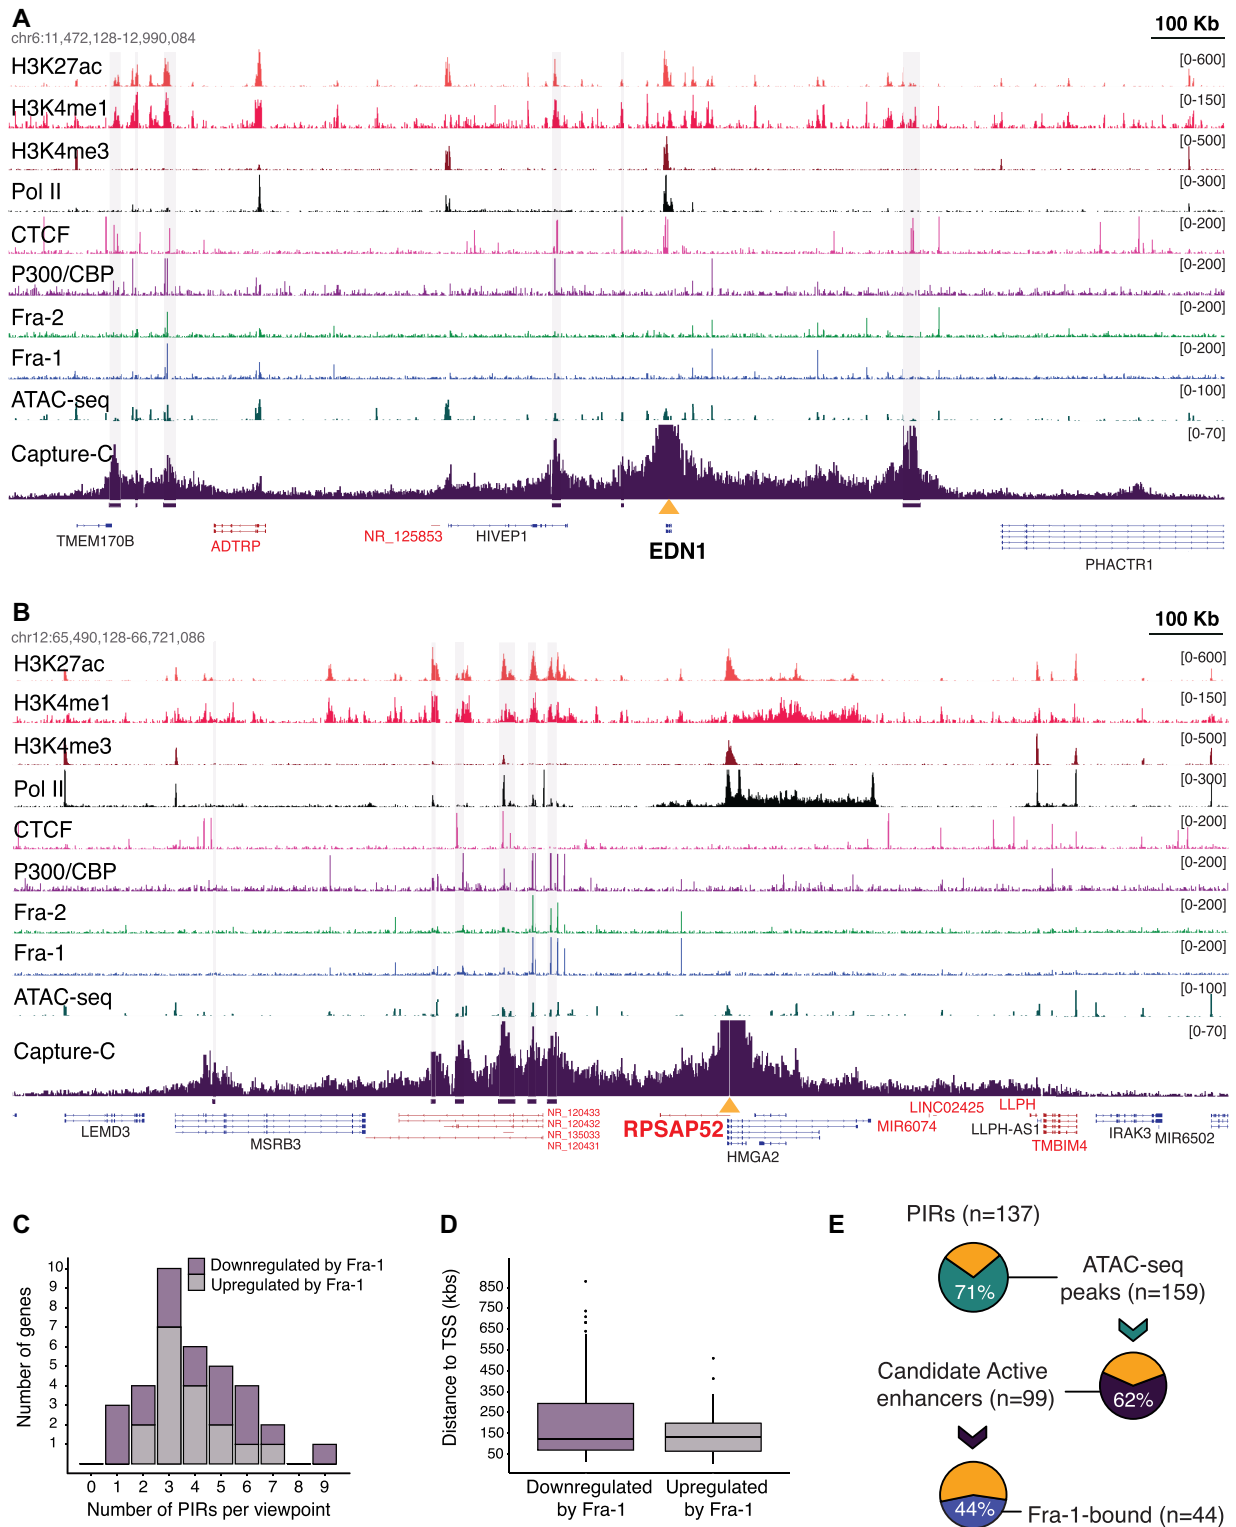 A
100 Kb
chr6:11,472,128-12,990,084
H3K27ac
[0-600]
H3K4me1
[0-150]
H3K4me3
[0-500]
Pol II
[0-300]
CTCF
[0-200]
P300/CBP
[0-200]
Fra-2
[0-200]
Fra-1
[0-200]
ATAC-seq
[0-100]
Capture-C
[0-70]
TMEM170B
ADTRP
NR_125853
HIVEP1
EDN1
PHACTR1
B
100 Kb
chr12:65,490,128-66,721,086
H3K27ac
[0-600]
H3K4me1
[0-150]
H3K4me3
[0-500]
Pol II
[0-300]
CTCF
[0-200]
P300/CBP
[0-200]
Fra-2
[0-200]
Fra-1
[0-200]
ATAC-seq
[0-100]
Capture-C
[0-70]
LEMD3
MSRB3
NR_120433
NR_120432
NR_135033
NR_120431
RPSAP52
HMGA2
MIR6074
LINC02425
LLPH
LLPH-AS1
TMBIM4
IRAK3
MIR6502
C
Number of genes
10
9
8
7
6
5
4
3
2
1
Downregulated by Fra-1
Upregulated by Fra-1
0 1 2 3 4 5 6 7 8 9
Number of PIRs per viewpoint
D
Distance to TSS (kbs)
850
750
650
550
450
350
250
150
50
Downregulated by Fra-1
Upregulated by Fra-1
E
PIRs (n=137)
71%
ATAC-seq
peaks (n=159)
Candidate Active
enhancers (n=99)
62%
44%
Fra-1-bound (n=44)